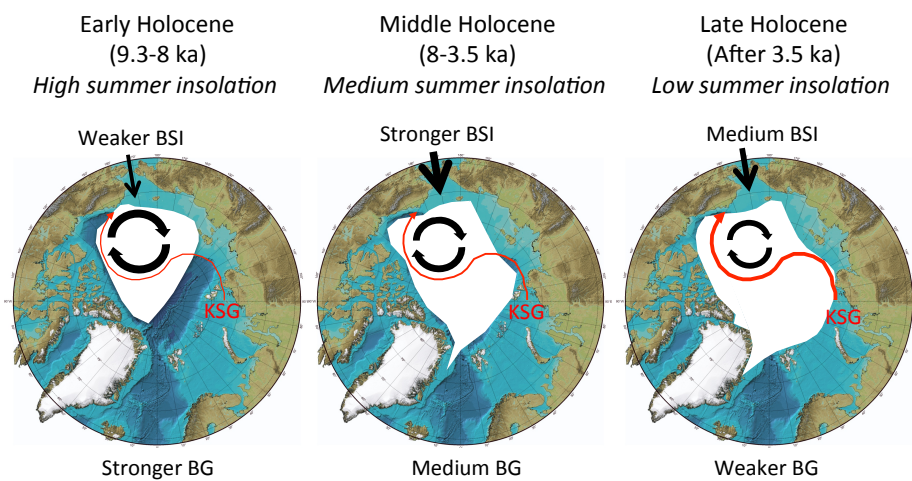 Early Holocene
(9.3-8 ka)
High summer insolation
Middle Holocene
(8-3.5 ka)
Medium summer insolation
Late Holocene
(After 3.5 ka)
Low summer insolation
Weaker BSI
Stronger BSI
Medium BSI
KSG
KSG
KSG
Stronger BG
Medium BG
Weaker BG